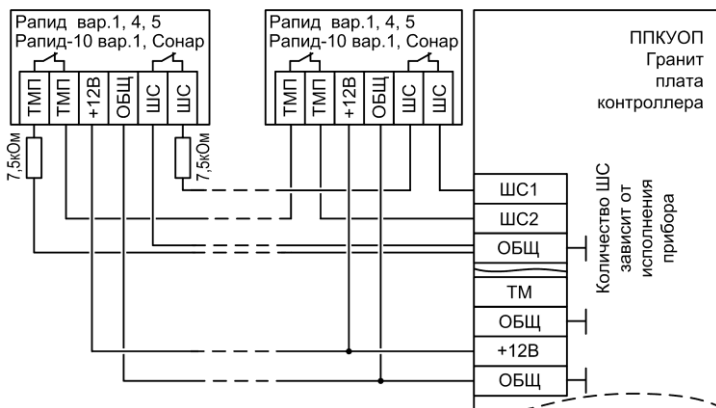 Рапид вар.1, 4, 5
Рапид-10 вар.1, Сонар
ТМП
ТМП
+12В
ОБЩ
ШС
ШС
7,5кОм
7,5кОм
Рапид вар.1, 4, 5
Рапид-10 вар.1, Сонар
ТМП
ТМП
+12В
ОБЩ
ШС
ШС
ППКУОП
Гранит
плата
контроллера
ШС1
ШС2
ОБЩ
ТМ
ОБЩ
+12В
ОБЩ
Количество ШС
зависит от
исполнения
прибора